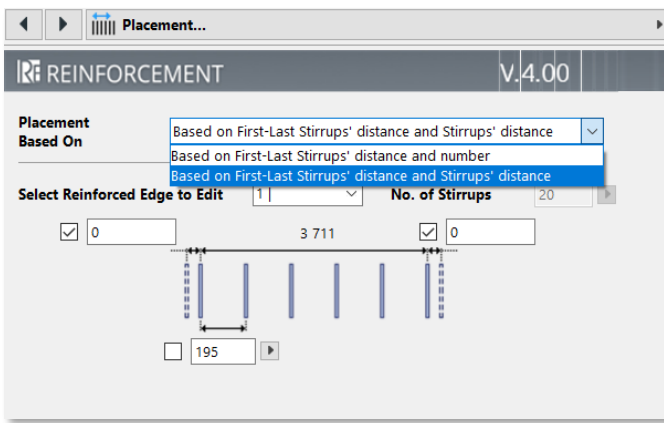 Placement...
REINFORCEMENT
V.4.00
Placement
Based On
Based on First-Last Stirrups' distance and Stirrups' distance
Based on First-Last Stirrups' distance and number
Based on First-Last Stirrups' distance and Stirrups' distance
Select Reinforced Edge to Edit 1 No. of Stirrups 20
0 3 711 0
195